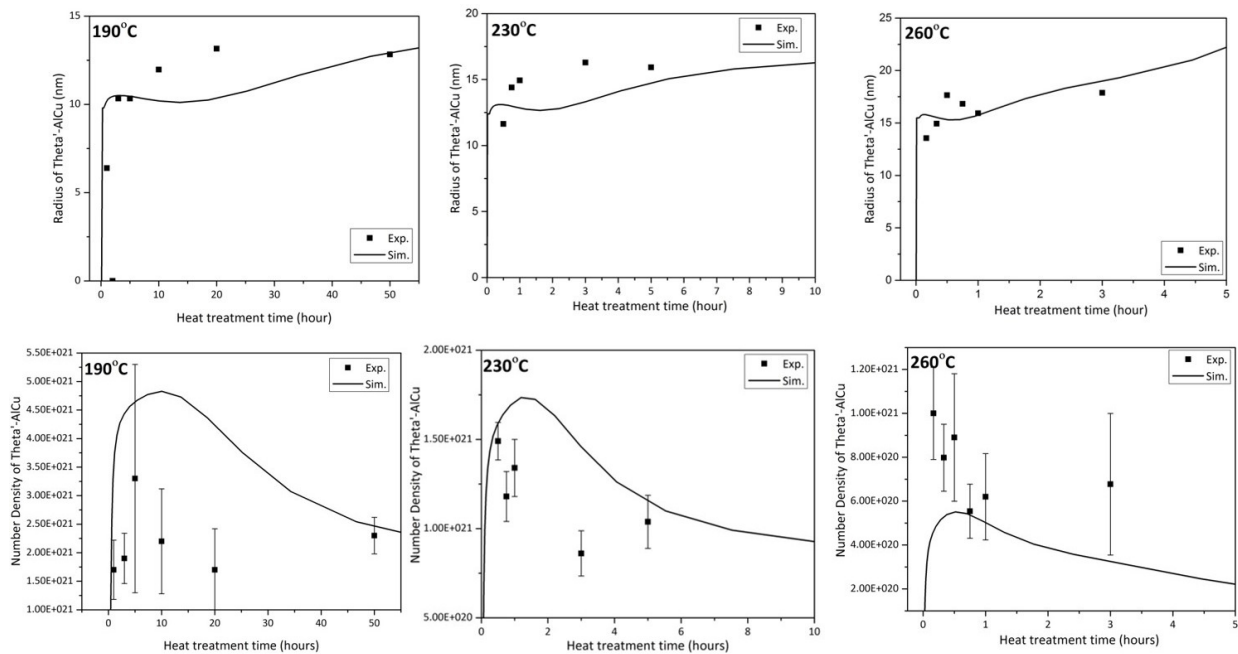 190°C
Radius of Theta'-AlCu (nm)
15
10
5
0
Exp.
Sim.
0 10 20 30 40 50
Heat treatment time (hour)
230°C
Radius of Theta'-AlCu (nm)
20
15
10
5
0
Exp.
Sim.
0 1 2 3 4 5 6 7 8 9 10
Heat treatment time (hour)
260°C
Radius of Theta'-AlCu (nm)
25
20
15
10
5
0
Exp.
Sim.
0 1 2 3 4 5
Heat treatment time (hour)
190°C
Number Density of Theta'-AlCu
5.50E+021
5.00E+021
4.50E+021
4.00E+021
3.50E+021
3.00E+021
2.50E+021
2.00E+021
1.50E+021
1.00E+021
Exp.
Sim.
0 10 20 30 40 50
Heat treatment time (hours)
230°C
Number Density of Theta'-AlCu
2.00E+021
1.50E+021
1.00E+021
5.00E+020
Exp.
Sim.
0 2 4 6 8 10
Heat treatment time (hours)
260°C
Number Density of Theta'-AlCu
1.20E+021
1.00E+021
8.00E+020
6.00E+020
4.00E+020
2.00E+020
Exp.
Sim.
0 1 2 3 4 5
Heat treatment time (hours)